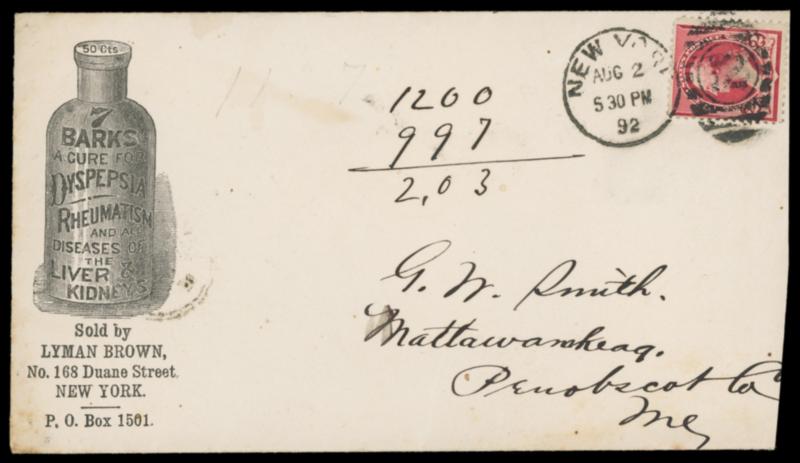 50 Cts
7
BARKS
A CURE FOR
DYSPEPSIA
RHEUMATISM
AND ALL
DISEASES OF
THE
LIVER &
KIDNEYS
Sold by
LYMAN BROWN,
No. 168 Duane Street,
NEW YORK.
P. O. Box 1501.
1200
997
2,03
NEW YORK
AUG 2
5 30 PM
92
G. W. Smith.
Mattawamkeag.
Penobscot Co
Me